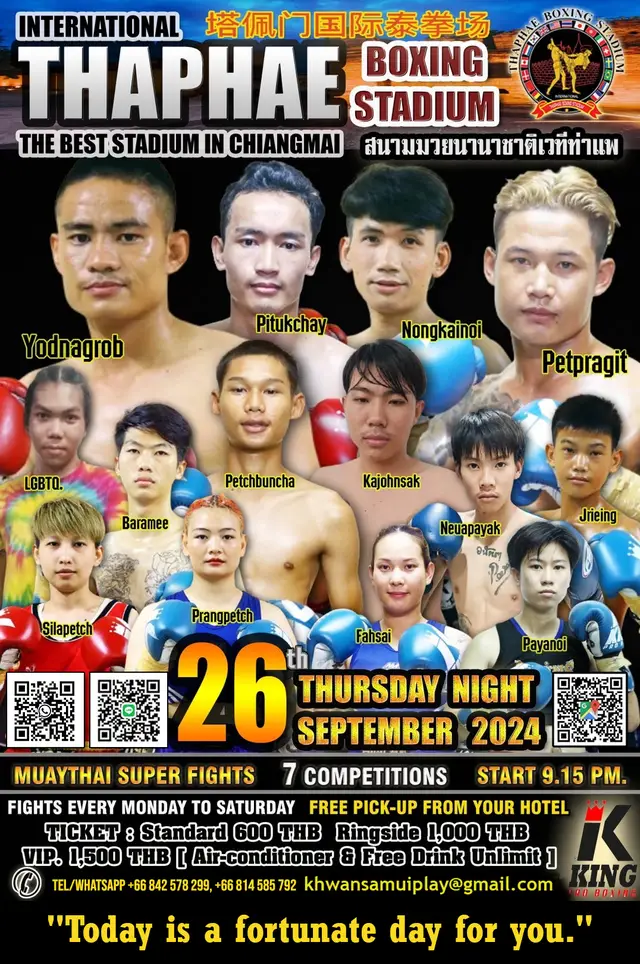 INTERNATIONAL
塔佩门国际泰拳场
THAPHAE
BOXING
STADIUM
THAPHAE BOXING STADIUM
THE BEST STADIUM IN CHIANGMAI
สนามมวยนานาชาติเวทีท่าแพ
Yodnagrob
Pitukchay
Nongkainoi
Petpragit
LGBTQ.
Baramee
Petchbuncha
Kajohnsak
Neuapayak
Jrieing
Silapetch
Prangpetch
Fahsai
Payanoi
26th
THURSDAY NIGHT
SEPTEMBER 2024
MUAYTHAI SUPER FIGHTS 7 COMPETITIONS START 9.15 PM.
FIGHTS EVERY MONDAY TO SATURDAY FREE PICK-UP FROM YOUR HOTEL
TICKET : Standard 600 THB Ringside 1,000 THB
VIP. 1,500 THB [ Air-conditioner & Free Drink Unlimit ]
TEL/WHATSAPP +66 842 578 299, +66 814 585 792 khwansamuiplay@gmail.com
K
KING
PRO BOXING
"Today is a fortunate day for you."